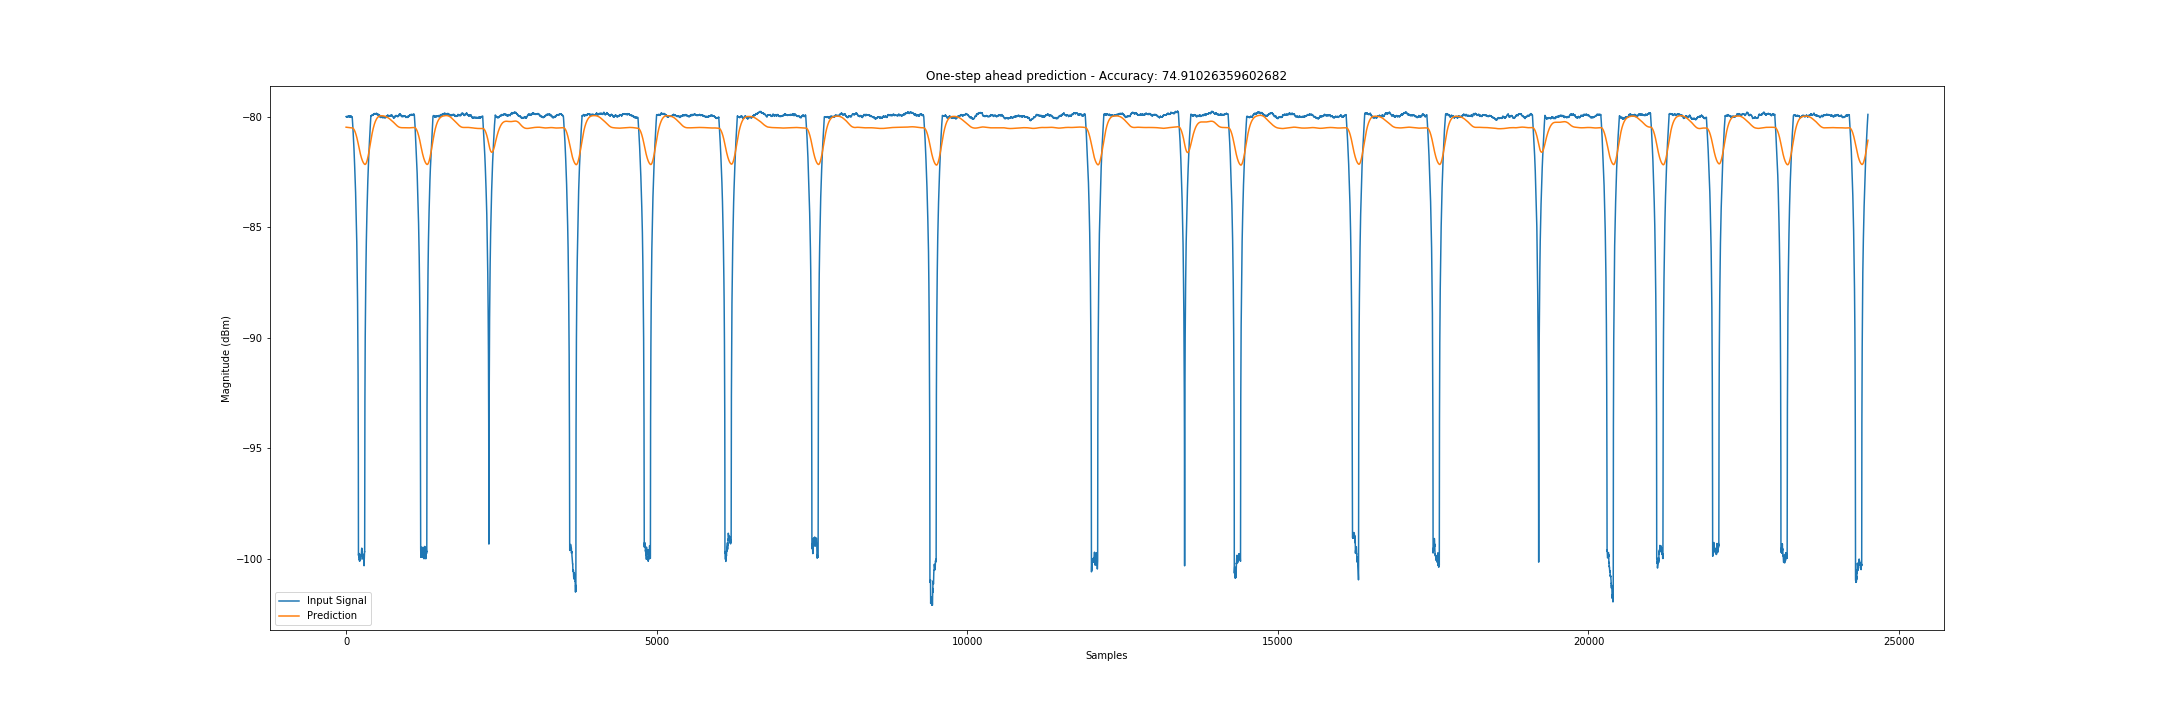 One-step ahead prediction - Accuracy: 74.91026359602682
−80
−85
−90
−95
−100
Magnitude (dBm)
Input Signal
Prediction
0 5000 10000 15000 20000 25000
Samples